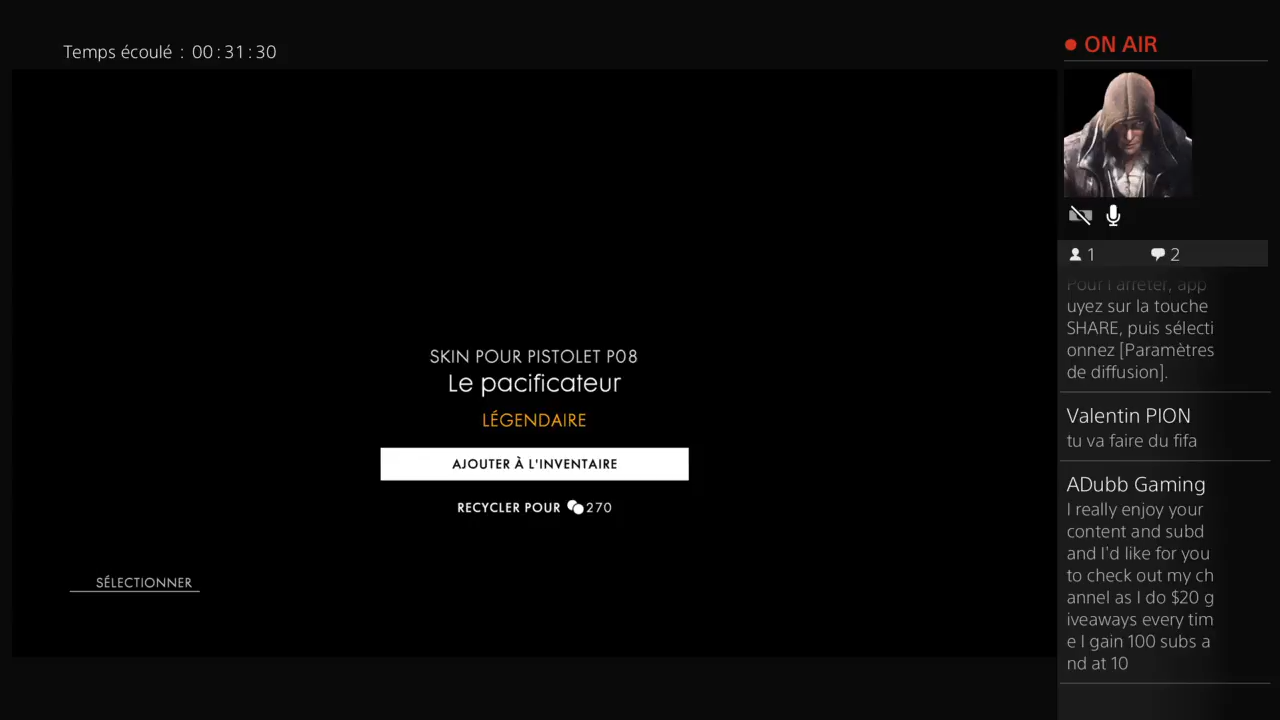 Temps écoulé : 00:31:30
ON AIR
1
2
Pour l'arrêter, app
uyez sur la touche
SHARE, puis sélecti
onnez [Paramètres
de diffusion].
Valentin PION
tu va faire du fifa
ADubb Gaming
I really enjoy your
content and subd
and I'd like for you
to check out my ch
annel as I do $20 g
iveaways every tim
e I gain 100 subs a
nd at 10
SKIN POUR PISTOLET P08
Le pacificateur
LÉGENDAIRE
AJOUTER À L'INVENTAIRE
RECYCLER POUR 270
SÉLECTIONNER